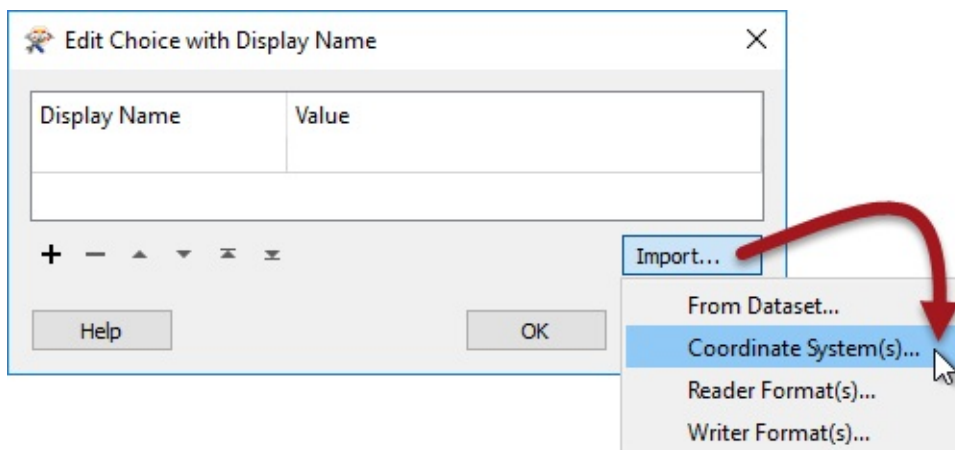 Edit Choice with Display Name
Display Name Value
Import...
From Dataset...
Help OK Coordinate System(s)...
Reader Format(s)...
Writer Format(s)...